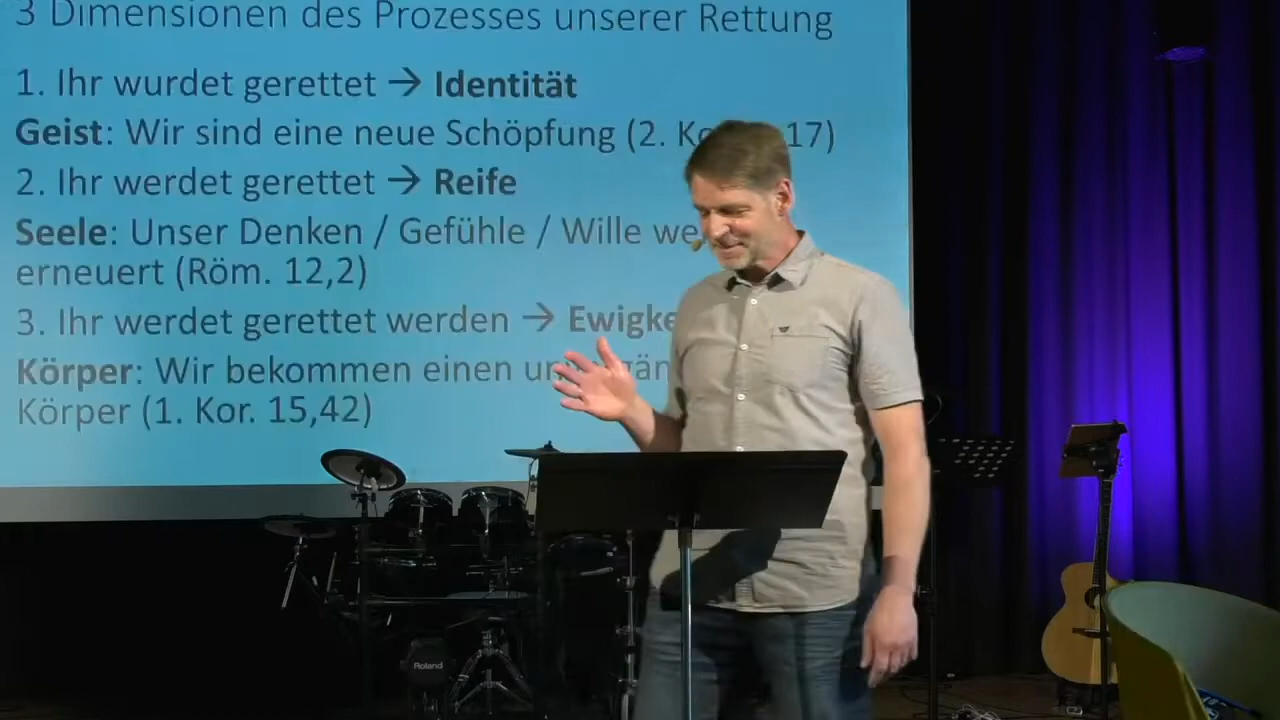 3 Dimensionen des Prozesses unserer Rettung
1. Ihr wurdet gerettet → Identität
Geist: Wir sind eine neue Schöpfung (2. 17)
2. Ihr werdet gerettet → Reife
Seele: Unser Denken / Gefühle / Wille
erneuert (Röm. 12,2)
3. Ihr werdet gerettet werden →
Körper: Wir bekommen einen
Körper (1. Kor. 15,42)
Roland